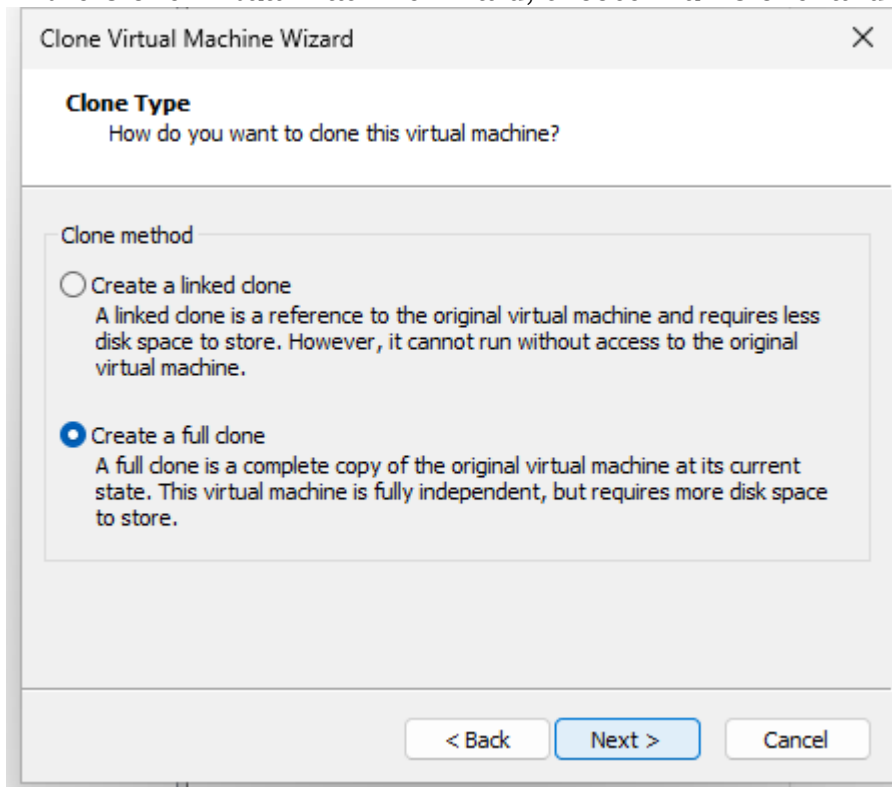 Clone Virtual Machine Wizard
Clone Type
How do you want to clone this virtual machine?
Clone method
Create a linked clone
A linked clone is a reference to the original virtual machine and requires less
disk space to store. However, it cannot run without access to the original
virtual machine.
Create a full clone
A full clone is a complete copy of the original virtual machine at its current
state. This virtual machine is fully independent, but requires more disk space
to store.
< Back
Next >
Cancel